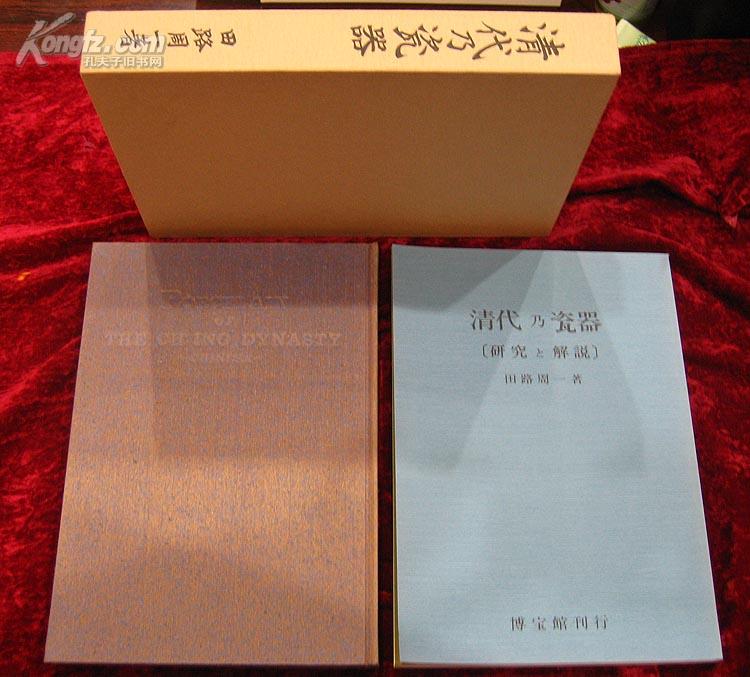 Kongfz.com
孔夫子旧书网
清代乃瓷器
田路周一著
OF
THE CH'ING DYNASTY
清代乃瓷器
〔研究と解説〕
田路周一著
博宝館刊行